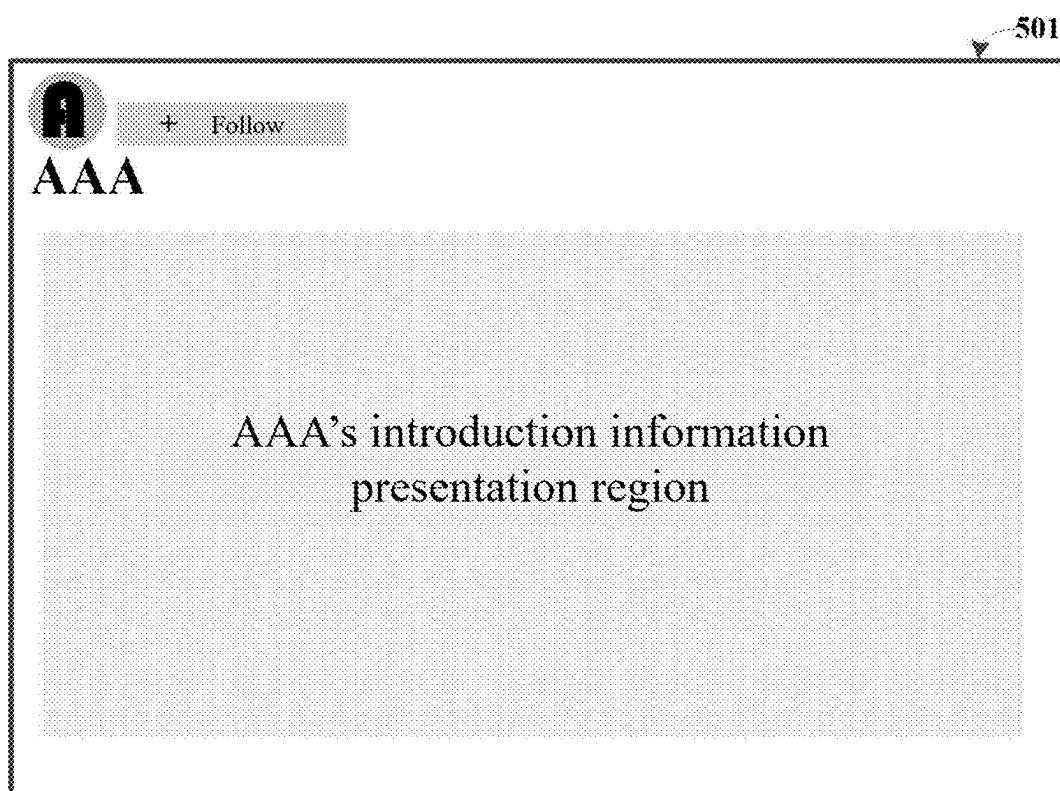 501
A
+ Follow
AAA
AAA's introduction information
presentation region